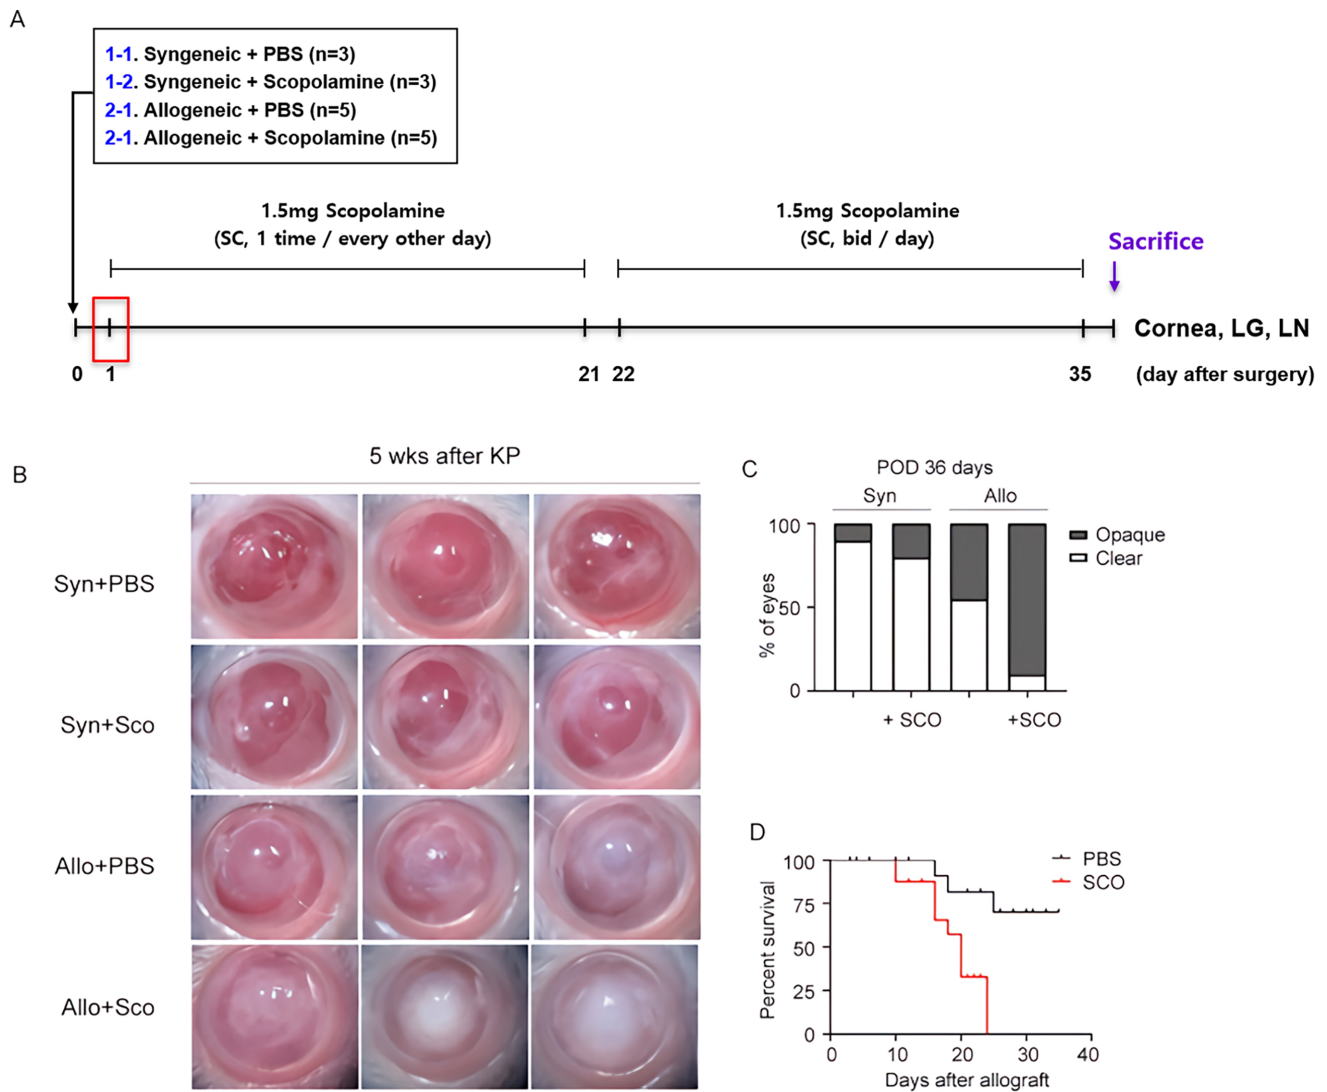 A
1-1. Syngeneic + PBS (n=3)
1-2. Syngeneic + Scopolamine (n=3)
2-1. Allogeneic + PBS (n=5)
2-1. Allogeneic + Scopolamine (n=5)
1.5mg Scopolamine
(SC, 1 time / every other day)
1.5mg Scopolamine
(SC, bid / day)
Sacrifice
Cornea, LG, LN
0 1 21 22 35 (day after surgery)
B
5 wks after KP
Syn+PBS
Syn+Sco
Allo+PBS
Allo+Sco
C
POD 36 days
Syn Allo
% of eyes
100
50
0
+ SCO +SCO
Opaque
Clear
D
Percent survival
100
75
50
25
0
0 10 20 30 40
Days after allograft
PBS
SCO